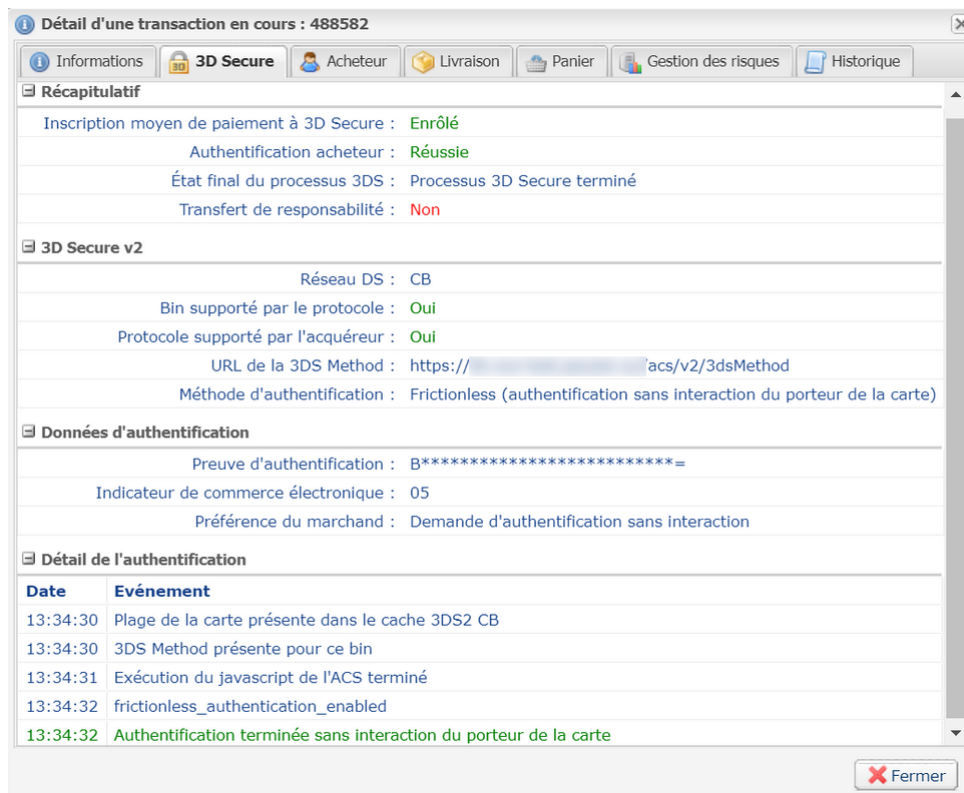 Détail d'une transaction en cours : 488582
Informations 3D Secure Acheteur Livraison Panier Gestion des risques Historique
Récapitulatif
Inscription moyen de paiement à 3D Secure : Enrôlé
Authentification acheteur : Réussie
État final du processus 3DS : Processus 3D Secure terminé
Transfert de responsabilité : Non
3D Secure v2
Réseau DS : CB
Bin supporté par le protocole : Oui
Protocole supporté par l'acquéreur : Oui
URL de la 3DS Method : https:// /acs/v2/3dsMethod
Méthode d'authentification : Frictionless (authentification sans interaction du porteur de la carte)
Données d'authentification
Preuve d'authentification : B**************************=
Indicateur de commerce électronique : 05
Préférence du marchand : Demande d'authentification sans interaction
Détail de l'authentification
Date Evénement
13:34:30 Plage de la carte présente dans le cache 3DS2 CB
13:34:30 3DS Method présente pour ce bin
13:34:31 Exécution du javascript de l'ACS terminé
13:34:32 frictionless_authentication_enabled
13:34:32 Authentification terminée sans interaction du porteur de la carte
Fermer